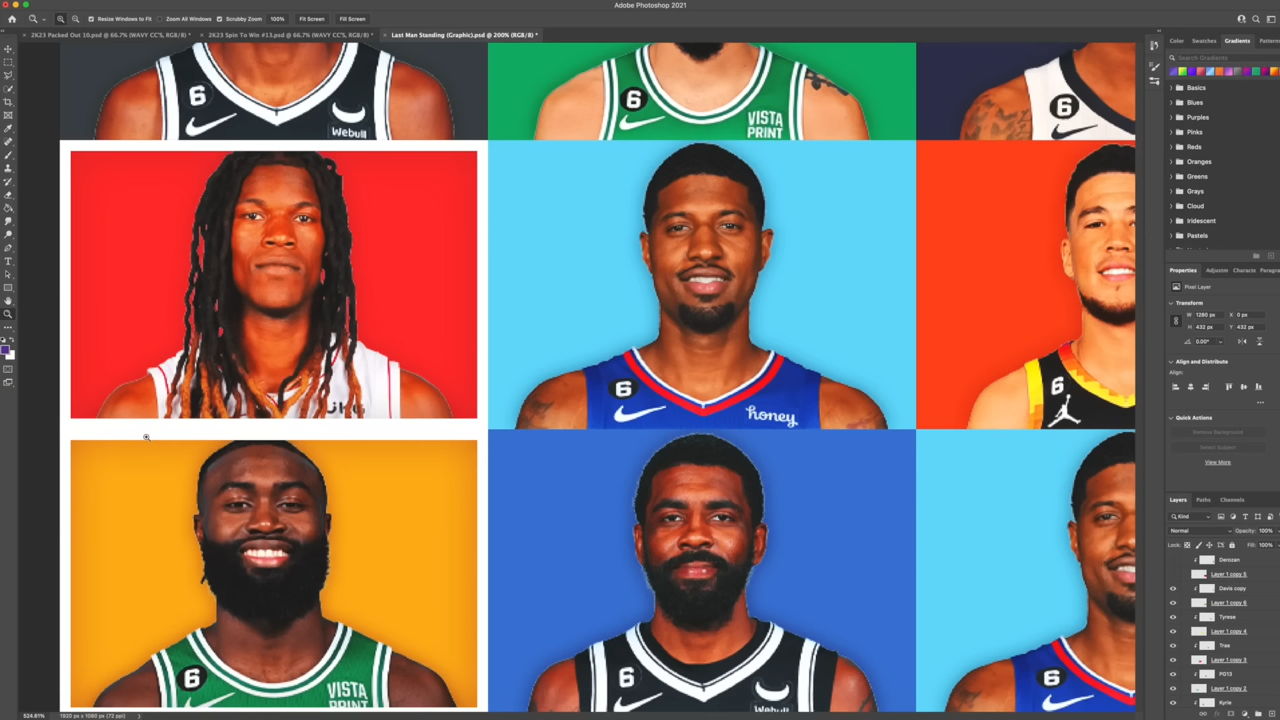 Adobe Photoshop 2021
Resize Windows to Fit
Zoom All Windows
Scrubby Zoom
100%
Fit Screen
Fill Screen
2K23 Packed Out 10.psd @ 66.7% (WAVY CC'S, RGB/8) *
2K23 Spin To Win #13.psd @ 66.7% (WAVY CC'S, RGB/8) *
Last Man Standing (Graphic).psd @ 200% (RGB/8) *
Color
Swatches
Gradients
Search Gradients
Basics
Blues
Purples
Pinks
Reds
Oranges
Greens
Grays
Cloud
Iridescent
Pastels
6
Webull
6
VISTA
PRINT
6
6
honey
6
6
VISTA
PRINT
6
6
Properties
Adjustm
Characte
Pixel Layer
Transform
W: 1280 px
X: 0 px
H: 432 px
Y: 432 px
0.00°
Align and Distribute
Align:
Quick Actions
Remove Background
Select Subject
View More
Layers
Paths
Channels
Kind
Normal
Opacity: 100%
Lock:
Fill: 100%
Derozan
Layer 1 copy 5
Davis copy
Layer 1 copy 6
Tyrese
Layer 1 copy 4
Trae
Layer 1 copy 3
PG13
Layer 1 copy 2
Kyrie
524.61%
1920 px x 1080 px (72 ppi)